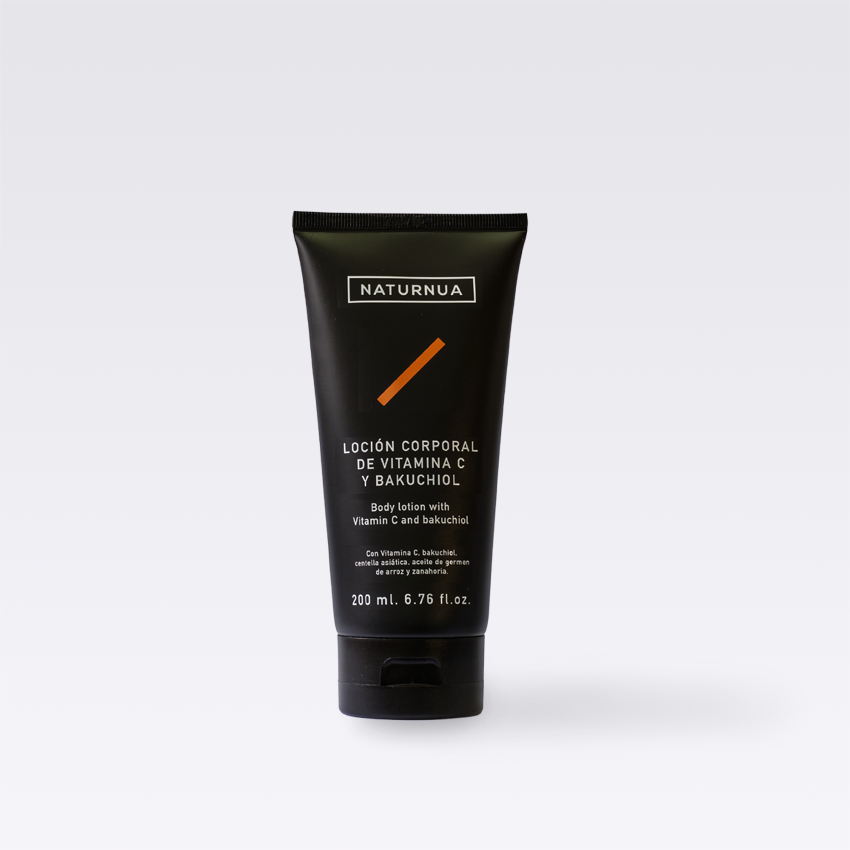 NATURNUA
LOCIÓN CORPORAL
DE VITAMINA C
Y BAKUCHIOL
Body lotion with
Vitamin C and bakuchiol
Con Vitamina C, bakuchiol,
centella asiática, aceite de germen
de arroz y zanahoria.
200 ml. 6.76 fl.oz.